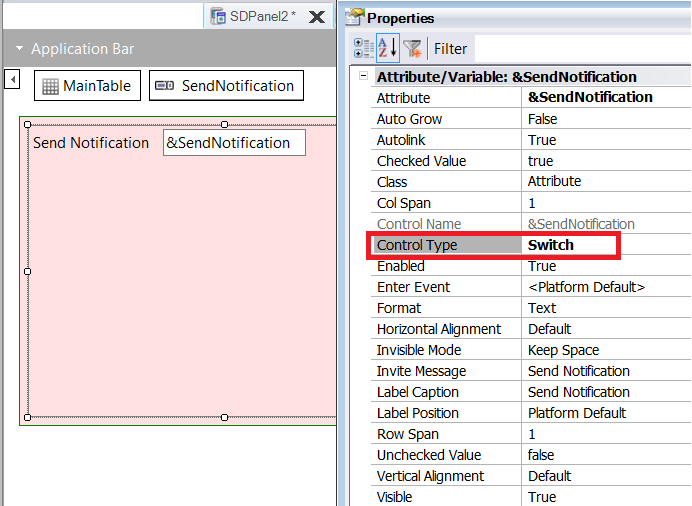 SDPanel2 *
Application Bar
MainTable
SendNotification
Send Notification
&SendNotification
Properties
Filter
Attribute/Variable: &SendNotification
Attribute &SendNotification
Auto Grow False
Autolink True
Checked Value true
Class Attribute
Col Span 1
Control Name &SendNotification
Control Type Switch
Enabled True
Enter Event <Platform Default>
Format Text
Horizontal Alignment Default
Invisible Mode Keep Space
Invite Message Send Notification
Label Caption Send Notification
Label Position Platform Default
Row Span 1
Unchecked Value false
Vertical Alignment Default
Visible True